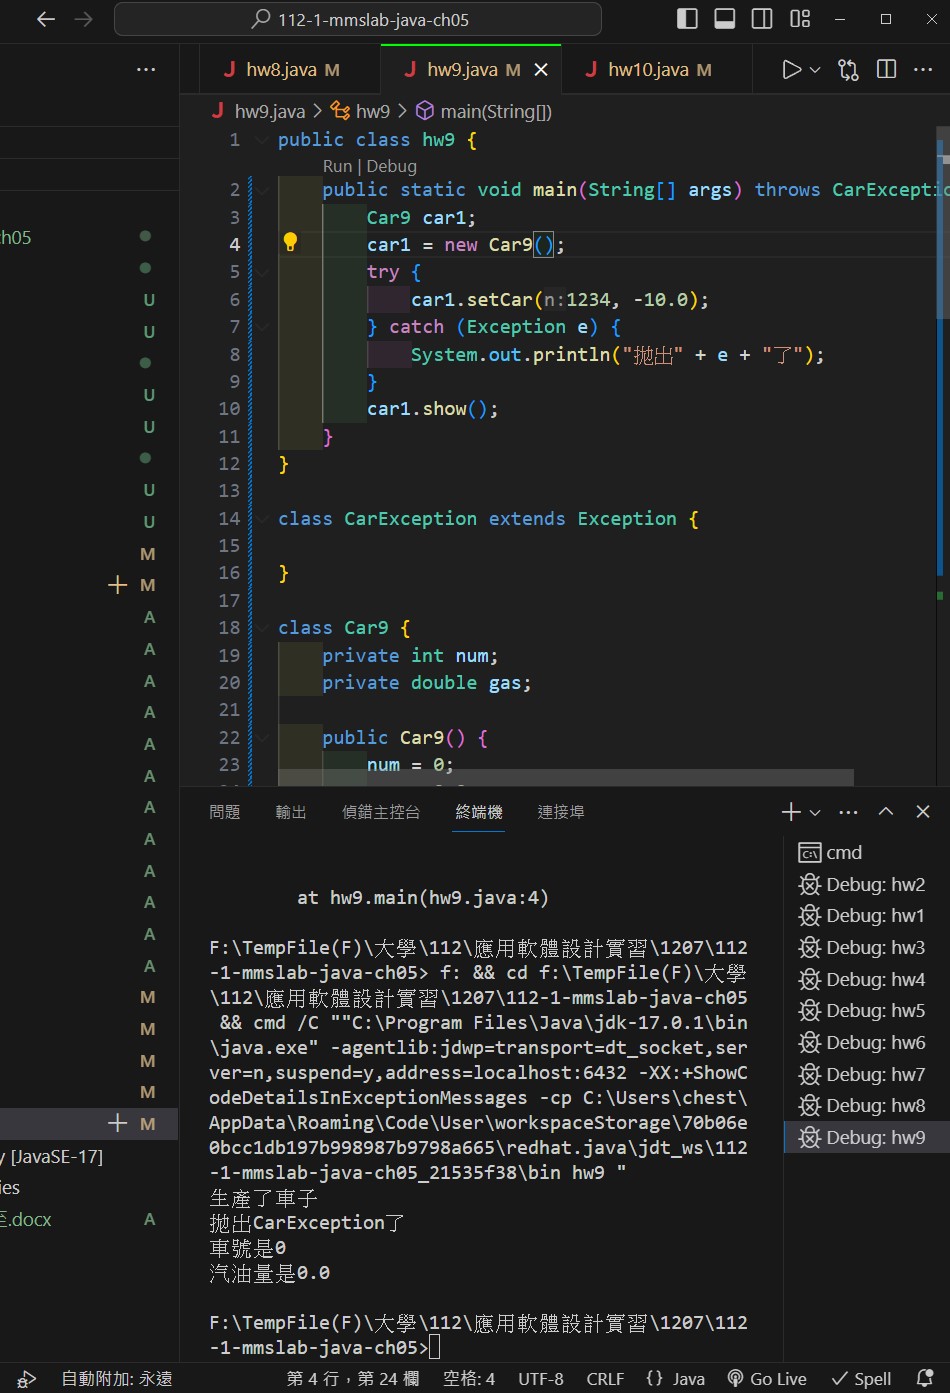 112-1-mmslab-java-ch05
hw8.java M
hw9.java M
hw10.java M
hw9.java > hw9 > main(String[])
1 public class hw9 {
Run | Debug
2 public static void main(String[] args) throws CarExceptio
3 Car9 car1;
4 car1 = new Car9();
5 try {
6 car1.setCar(n:1234, -10.0);
7 } catch (Exception e) {
8 System.out.println("拋出" + e + "了");
9 }
10 car1.show();
11 }
12 }
13
14 class CarException extends Exception {
15
16 }
17
18 class Car9 {
19 private int num;
20 private double gas;
21
22 public Car9() {
23 num = 0;
ch05
U
U
U
U
U
U
M
M
A
A
A
A
A
A
A
A
A
A
A
A
M
M
M
M
M
y [JavaSE-17]
ies
.docx A
問題 輸出 偵錯主控台 終端機 連接埠
at hw9.main(hw9.java:4)
F:\TempFile(F)\大學\112\應用軟體設計實習\1207\112
-1-mmslab-java-ch05> f: && cd f:\TempFile(F)\大學
\112\應用軟體設計實習\1207\112-1-mmslab-java-ch05
&& cmd /C ""C:\Program Files\Java\jdk-17.0.1\bin
\java.exe" -agentlib:jdwp=transport=dt_socket,ser
ver=n,suspend=y,address=localhost:6432 -XX:+ShowC
odeDetailsInExceptionMessages -cp C:\Users\chest\
AppData\Roaming\Code\User\workspaceStorage\70b06e
0bcc1db197b998987b9798a665\redhat.java\jdt_ws\112
-1-mmslab-java-ch05_21535f38\bin hw9 "
生產了車子
拋出CarException了
車號是0
汽油量是0.0
F:\TempFile(F)\大學\112\應用軟體設計實習\1207\112
-1-mmslab-java-ch05>
cmd
Debug: hw2
Debug: hw1
Debug: hw3
Debug: hw4
Debug: hw5
Debug: hw6
Debug: hw7
Debug: hw8
Debug: hw9
自動附加: 永遠 第 4 行，第 24 欄 空格: 4 UTF-8 CRLF {} Java Go Live Spell